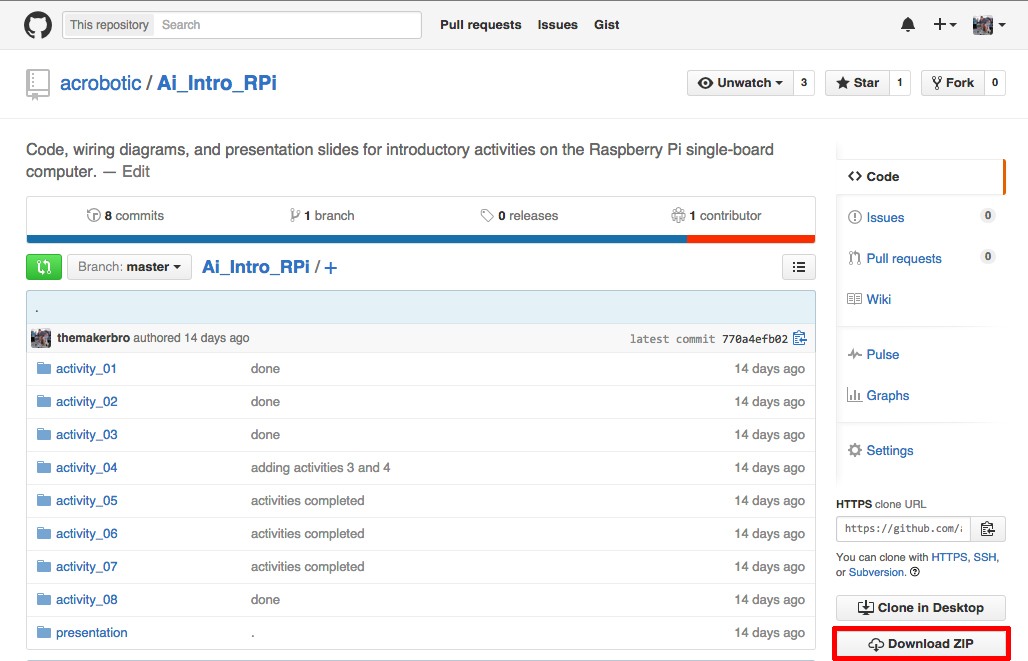 This repository Search Pull requests Issues Gist
acrobotic / Ai_Intro_RPi Unwatch 3 Star 1 Fork 0
Code, wiring diagrams, and presentation slides for introductory activities on the Raspberry Pi single-board
computer. — Edit
8 commits 1 branch 0 releases 1 contributor
Branch: master Ai_Intro_RPi / +
.
themakerbro authored 14 days ago latest commit 770a4efb02
activity_01 done 14 days ago
activity_02 done 14 days ago
activity_03 done 14 days ago
activity_04 adding activities 3 and 4 14 days ago
activity_05 activities completed 14 days ago
activity_06 activities completed 14 days ago
activity_07 activities completed 14 days ago
activity_08 done 14 days ago
presentation . 14 days ago
Code
Issues 0
Pull requests 0
Wiki
Pulse
Graphs
Settings
HTTPS clone URL
https://github.com/
You can clone with HTTPS, SSH,
or Subversion.
Clone in Desktop
Download ZIP